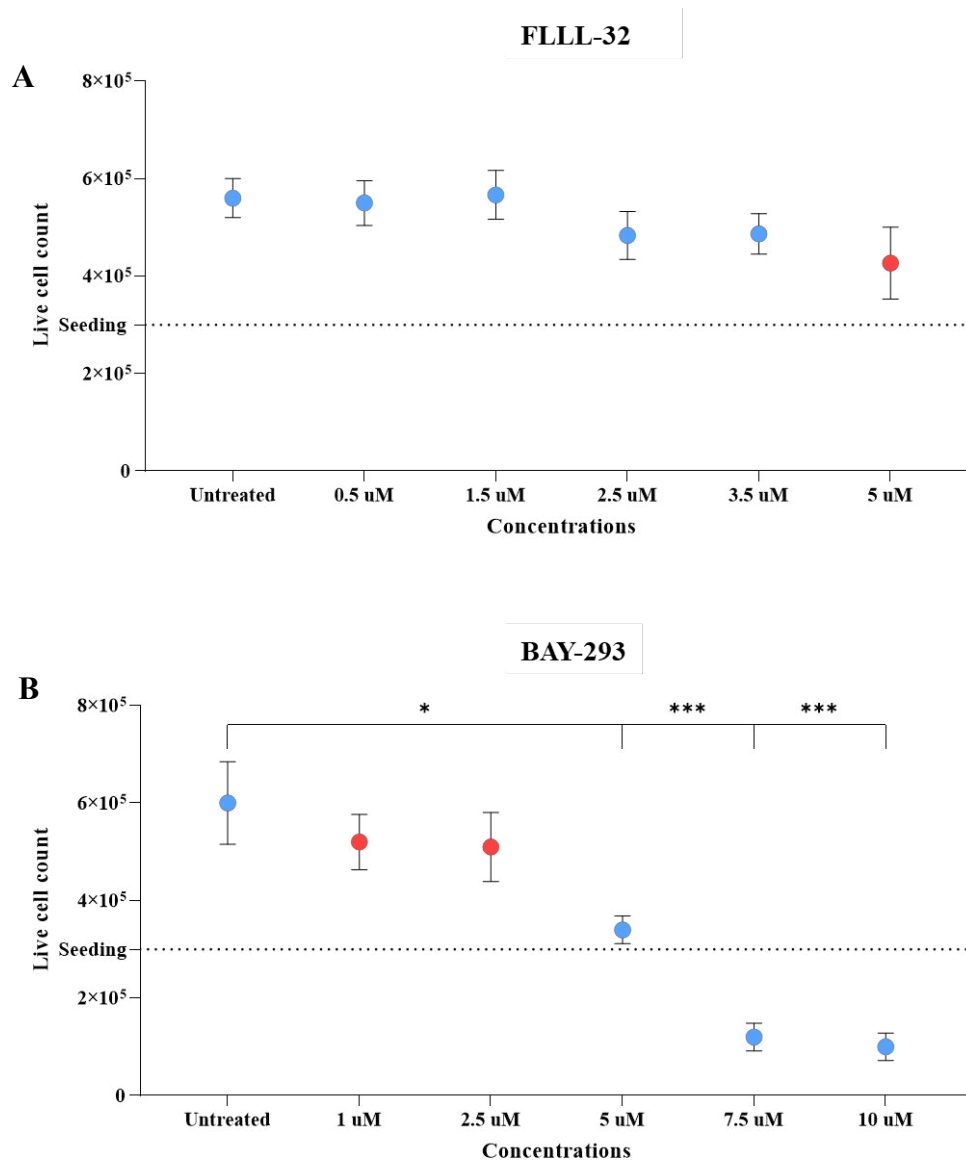 FLLL-32
A
8×10⁵
6×10⁵
4×10⁵
Seeding
2×10⁵
0
Live cell count
Untreated 0.5 uM 1.5 uM 2.5 uM 3.5 uM 5 uM
Concentrations
BAY-293
B
8×10⁵
* *** ***
6×10⁵
4×10⁵
Seeding
2×10⁵
0
Live cell count
Untreated 1 uM 2.5 uM 5 uM 7.5 uM 10 uM
Concentrations